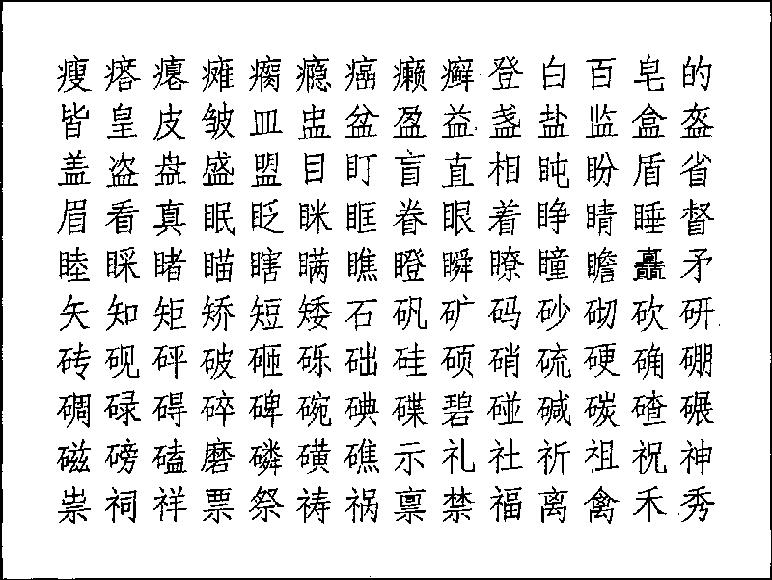 瘦 瘩 瘪 瘫 瘸 瘾 癌 癞 癣 登 白 百 皂 的
皆 皇 皮 皱 皿 盅 盆 盈 益 盏 盐 监 盒 盔
盖 盗 盘 盛 盟 目 盯 盲 直 相 盹 盼 盾 省
眉 看 真 眠 眨 眯 眶 眷 眼 着 睁 睛 睡 督
睦 睬 睹 瞄 瞎 瞒 瞧 瞪 瞬 瞭 瞳 瞻 矗 矛
矢 知 矩 矫 短 矮 石 矾 矿 码 砂 砌 砍 研
砖 砚 砰 破 砸 砾 础 硅 硕 硝 硫 硬 确 硼
碉 碌 碍 碎 碑 碗 碘 碟 碧 碰 碱 碳 碴 碾
磁 磅 磕 磨 磷 磺 礁 示 礼 社 祈 祖 祝 神
祟 祠 祥 票 祭 祷 祸 禀 禁 福 离 禽 禾 秀